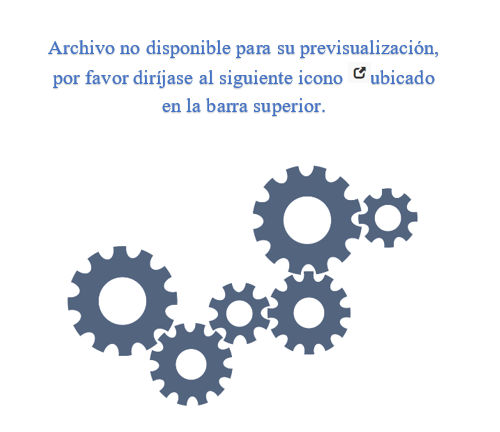 Archivo no disponible para su previsualización,
por favor diríjase al siguiente icono ubicado
en la barra superior.